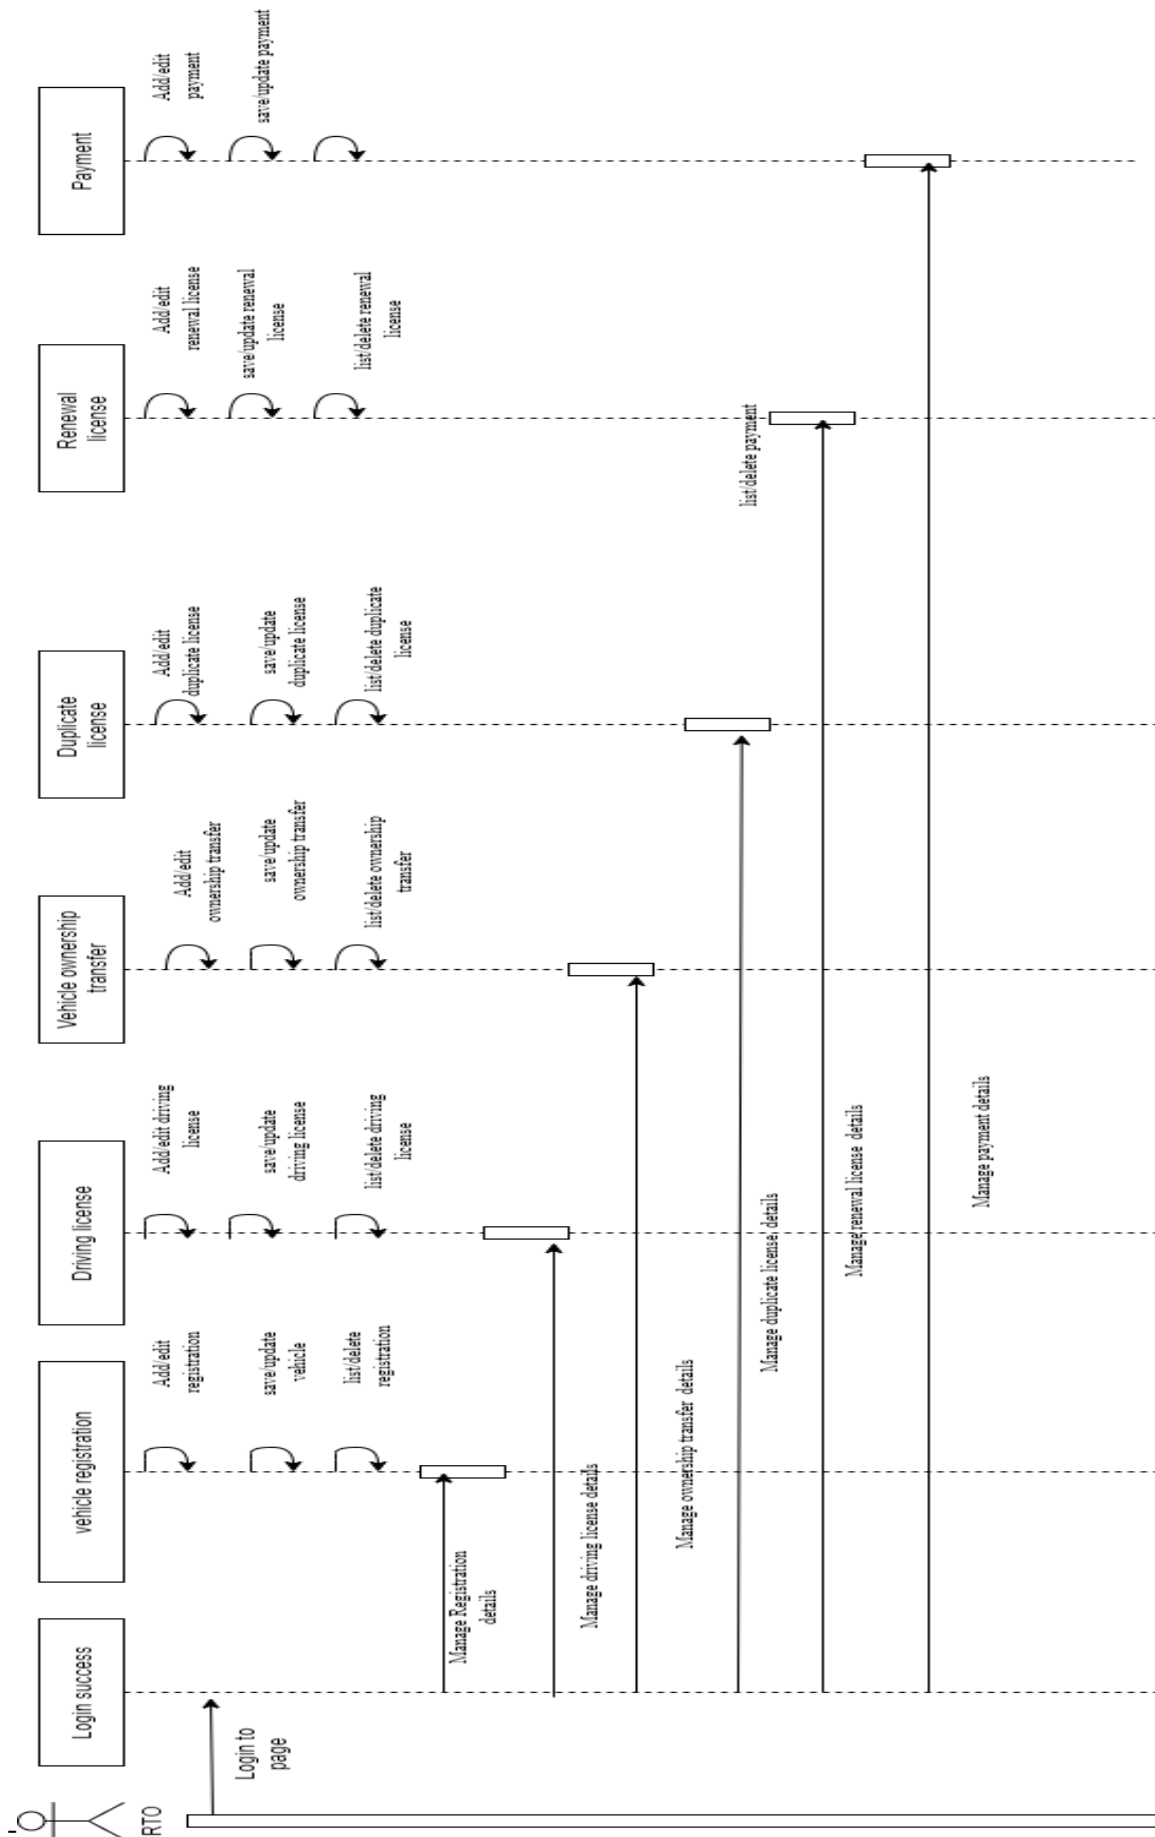 RTO
Login success
vehicle registration
Driving license
Vehicle ownership
transfer
Duplicate
license
Renewal
license
Payment
Login to
page
Add/edit
registration
save/update
vehicle
list/delete
registration
Add/edit driving
license
save/update
driving license
list/delete driving
license
Add/edit
ownership transfer
save/update
ownership transfer
list/delete ownership
transfer
Add/edit
duplicate license
save/update
duplicate license
list/delete duplicate
license
Add/edit
renewal license
save/update renewal
license
list/delete renewal
license
Add/edit
payment
save/update payment
list/delete payment
Manage Registration
details
Manage driving license details
Manage ownership transfer details
Manage duplicate license, details
Manage renewal license details
Manage payment details